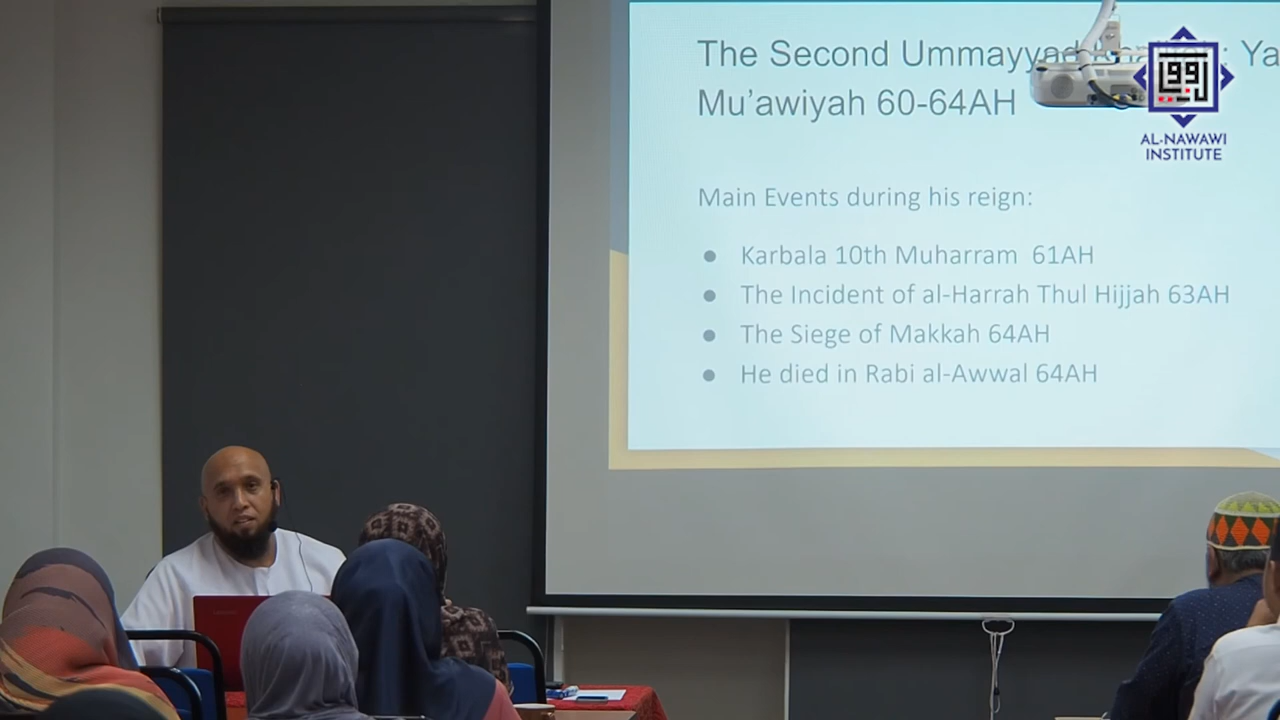 The Second Ummayyad : Ya
Mu’awiyah 60-64AH
AL-NAWAWI
INSTITUTE
Main Events during his reign:
● Karbala 10th Muharram 61AH
● The Incident of al-Harrah Thul Hijjah 63AH
● The Siege of Makkah 64AH
● He died in Rabi al-Awwal 64AH